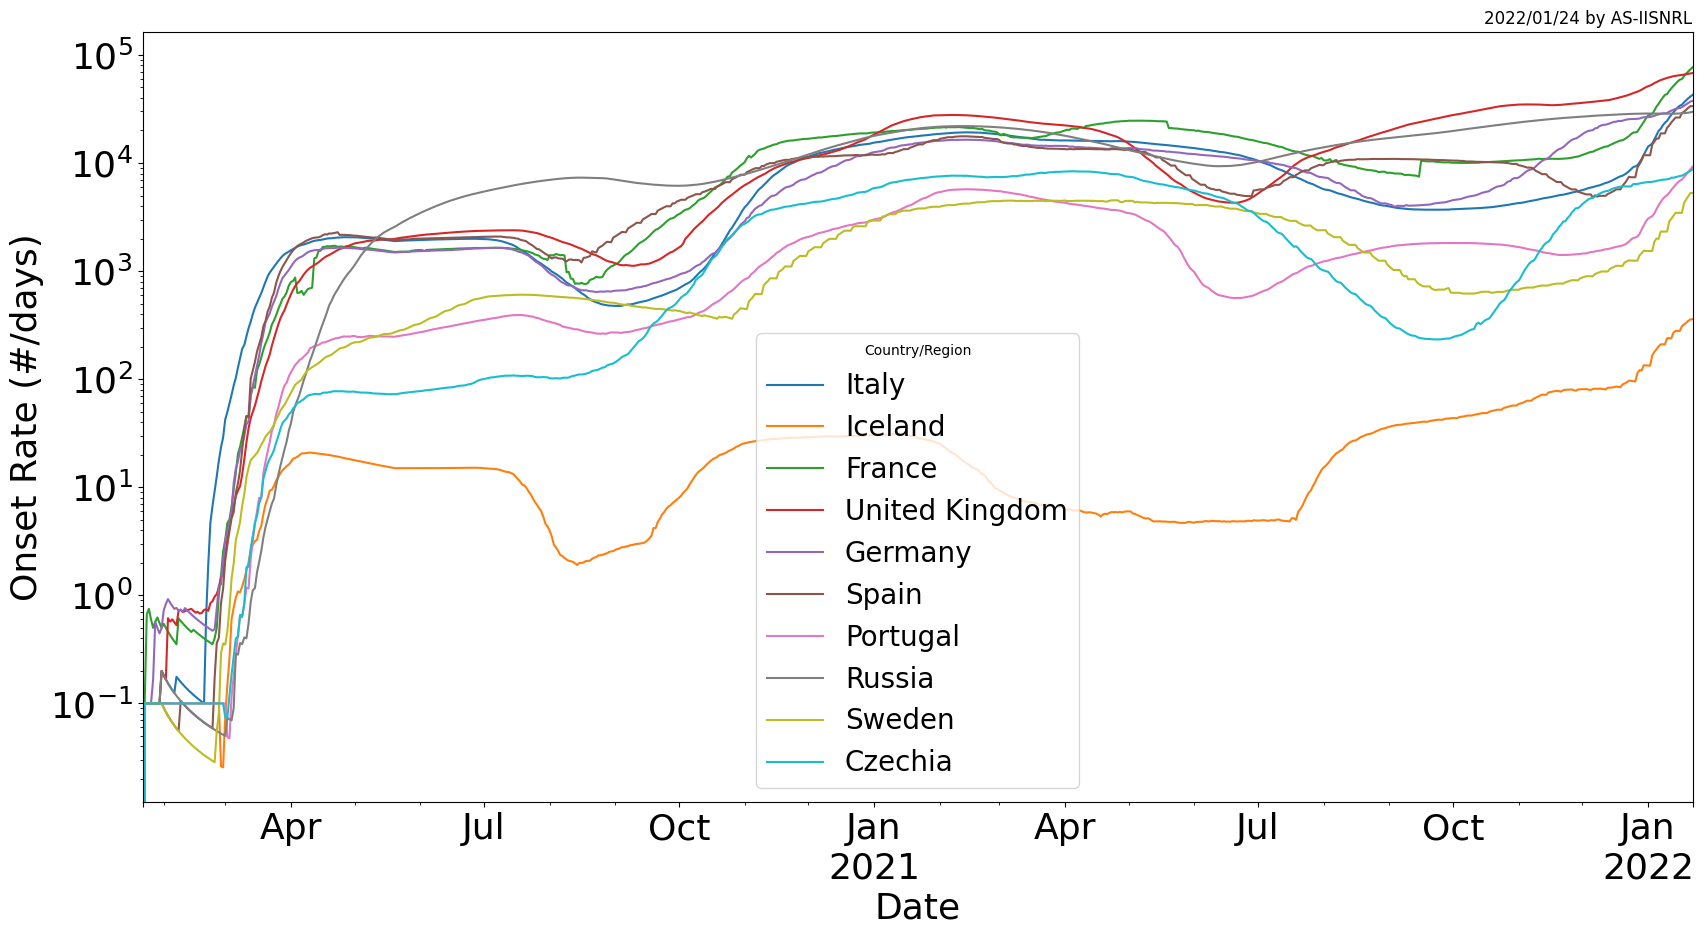 2022/01/24 by AS-IISNRL
10^5
10^4
10^3
10^2
10^1
10^0
10^−1
Onset Rate (#/days)
Country/Region
Italy
Iceland
France
United Kingdom
Germany
Spain
Portugal
Russia
Sweden
Czechia
Apr Jul Oct Jan Apr Jul Oct Jan
2021 2022
Date